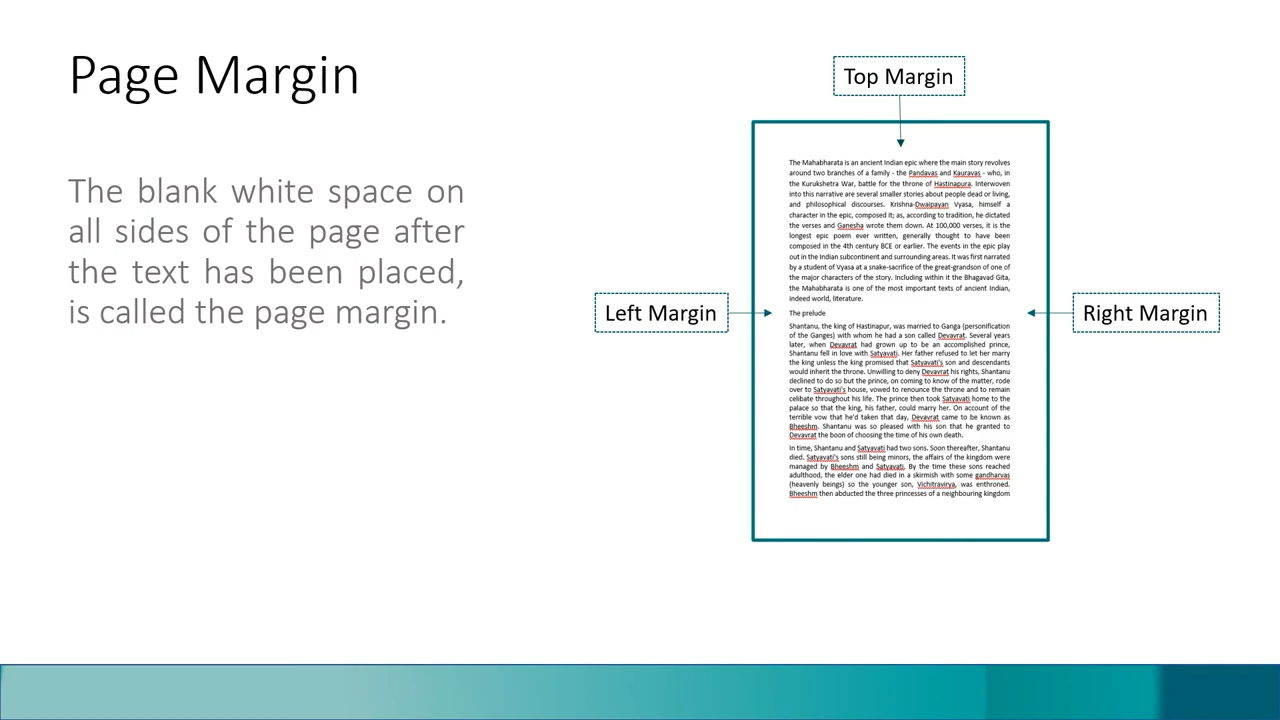 Page Margin
The blank white space on
all sides of the page after
the text has been placed,
is called the page margin.
Top Margin
Left Margin
Right Margin
The Mahabharata is an ancient Indian epic where the main story revolves
around two branches of a family - the Pandavas and Kauravas - who, in
the Kurukshetra War, battle for the throne of Hastinapura. Interwoven
into this narrative are several smaller stories about people dead or living,
and philosophical discourses. Krishna-Dwaipayan Vyasa, himself a
character in the epic, composed it; as, according to tradition, he dictated
the verses and Ganesha wrote them down. At 100,000 verses, it is the
longest epic poem ever written, generally thought to have been
composed in the 4th century BCE or earlier. The events in the epic play
out in the Indian subcontinent and surrounding areas. It was first narrated
by a student of Vyasa at a snake-sacrifice of the great-grandson of one of
the major characters of the story. Including within it the Bhagavad Gita,
the Mahabharata is one of the most important texts of ancient Indian,
indeed world, literature.
The prelude
Shantanu, the king of Hastinapur, was married to Ganga (personification
of the Ganges) with whom he had a son called Devavrat. Several years
later, when Devavrat had grown up to be an accomplished prince,
Shantanu fell in love with Satyavati. Her father refused to let her marry
the king unless the king promised that Satyavati's son and descendants
would inherit the throne. Unwilling to deny Devavrat his rights, Shantanu
declined to do so but the prince, on coming to know of the matter, rode
over to Satyavati's house, vowed to renounce the throne and to remain
celibate throughout his life. The prince then took Satyavati home to the
palace so that the king, his father, could marry her. On account of the
terrible vow that he'd taken that day, Devavrat came to be known as
Bheeshm. Shantanu was so pleased with his son that he granted to
Devavrat the boon of choosing the time of his own death.
In time, Shantanu and Satyavati had two sons. Soon thereafter, Shantanu
died. Satyavati's sons still being minors, the affairs of the kingdom were
managed by Bheeshm and Satyavati. By the time these sons reached
adulthood, the elder one had died in a skirmish with some gandharvas
(heavenly beings) so the younger son, Vichitravirya, was enthroned.
Bheeshm then abducted the three princesses of a neighbouring kingdom